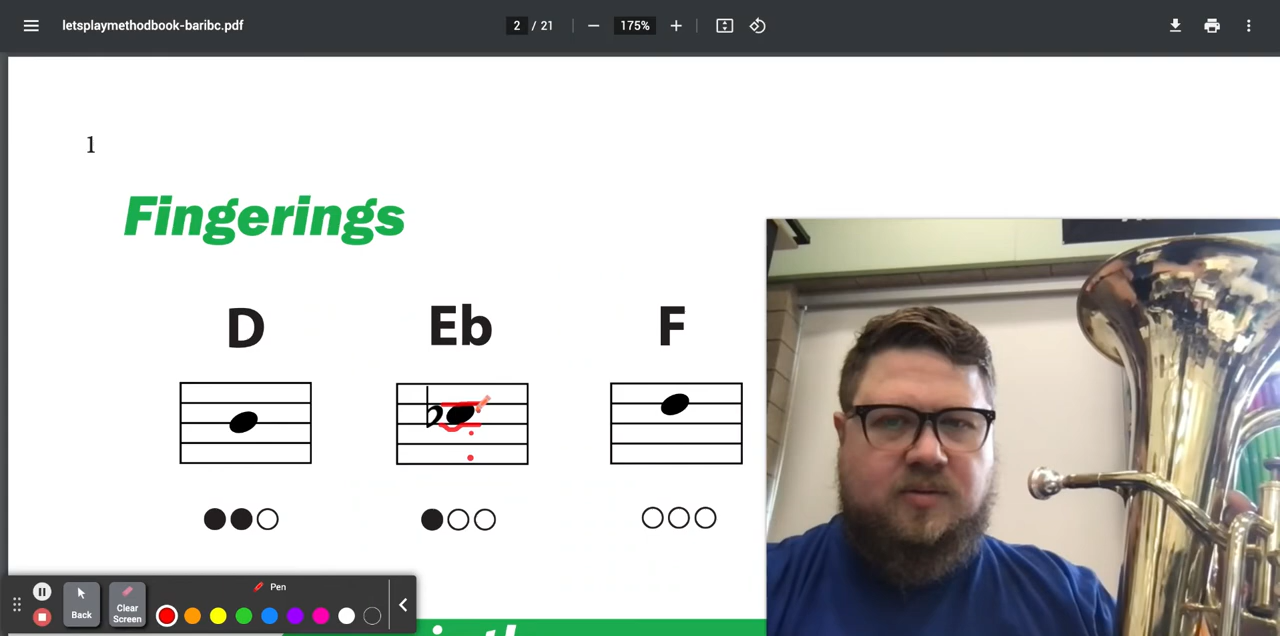 letsplaymethodbook-baribc.pdf
2 / 21
175%
1
Fingerings
D Eb F
Pen
Back
Clear
Screen